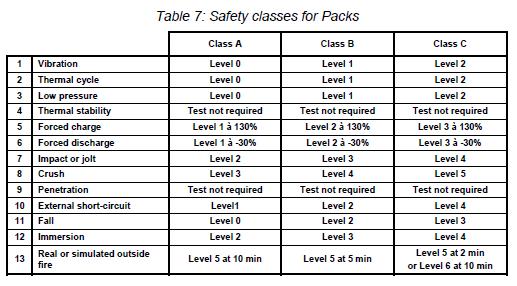 Table 7: Safety classes for Packs
Class A Class B Class C
1 Vibration Level 0 Level 1 Level 2
2 Thermal cycle Level 0 Level 1 Level 2
3 Low pressure Level 0 Level 1 Level 2
4 Thermal stability Test not required Test not required Test not required
5 Forced charge Level 1 à 130% Level 2 à 130% Level 3 à 130%
6 Forced discharge Level 1 à -30% Level 2 à -30% Level 3 à -30%
7 Impact or jolt Level 2 Level 3 Level 4
8 Crush Level 3 Level 4 Level 5
9 Penetration Test not required Test not required Test not required
10 External short-circuit Level1 Level 2 Level 4
11 Fall Level 0 Level 2 Level 3
12 Immersion Level 2 Level 3 Level 4
13 Real or simulated outside fire Level 5 at 10 min Level 5 at 5 min Level 5 at 2 min or Level 6 at 10 min